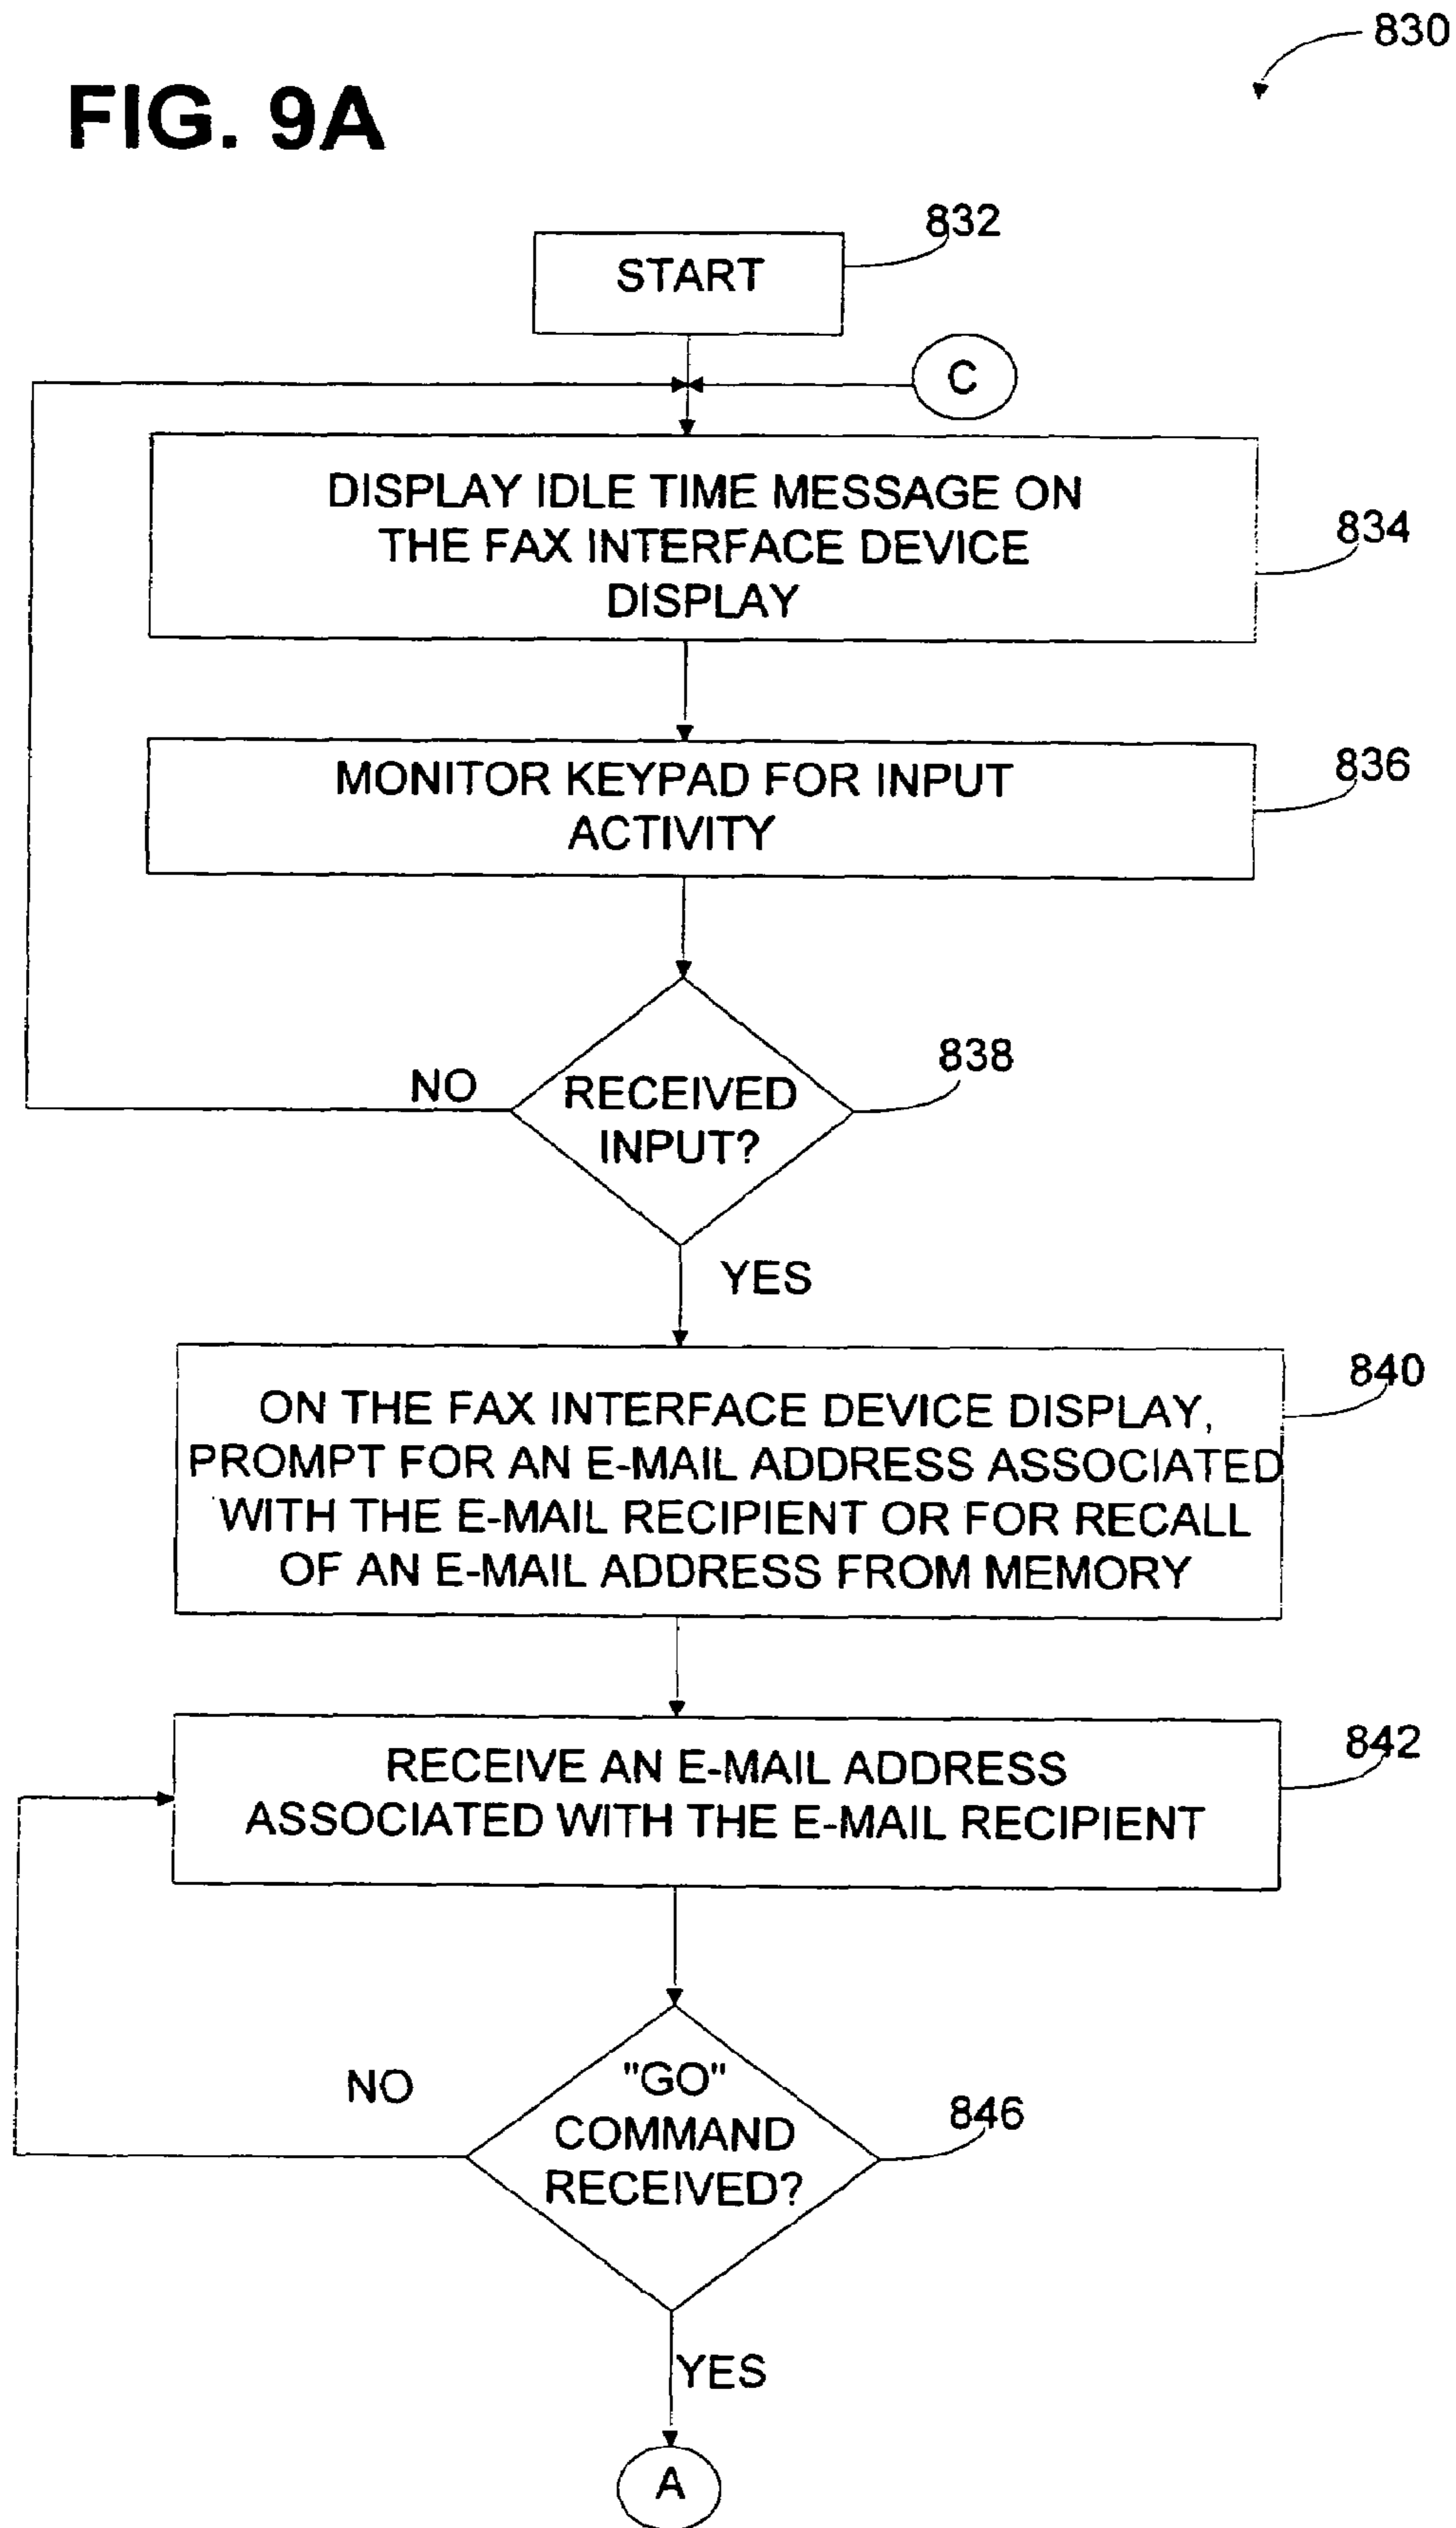 830
FIG. 9A
832
START
C
DISPLAY IDLE TIME MESSAGE ON
THE FAX INTERFACE DEVICE
DISPLAY
834
MONITOR KEYPAD FOR INPUT
ACTIVITY
836
838
NO
RECEIVED
INPUT?
YES
840
ON THE FAX INTERFACE DEVICE DISPLAY,
PROMPT FOR AN E-MAIL ADDRESS ASSOCIATED
WITH THE E-MAIL RECIPIENT OR FOR RECALL
OF AN E-MAIL ADDRESS FROM MEMORY
842
RECEIVE AN E-MAIL ADDRESS
ASSOCIATED WITH THE E-MAIL RECIPIENT
NO
"GO"
COMMAND
RECEIVED?
846
YES
A